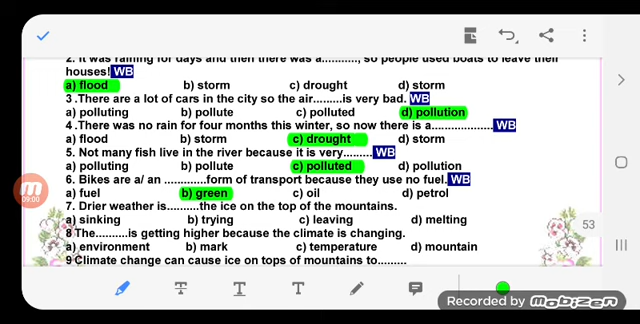 2. It was raining for days and then there was a..........., so people used boats to leave their
houses! WB
a) flood b) storm c) drought d) storm
3 .There are a lot of cars in the city so the air.........is very bad. WB
a) polluting b) pollute c) polluted d) pollution
4 .There was no rain for four months this winter, so now there is a................... WB
a) flood b) storm c) drought d) storm
5. Not many fish live in the river because it is very......... WB
a) polluting b) pollute c) polluted d) pollution
6. Bikes are a/ an ............form of transport because they use no fuel. WB
a) fuel b) green c) oil d) petrol
7. Drier weather is..........the ice on the top of the mountains.
a) sinking b) trying c) leaving d) melting
8 The..........is getting higher because the climate is changing.
a) environment b) mark c) temperature d) mountain
9 Climate change can cause ice on tops of mountains to........
09:00
53
T T T
Recorded by Mobizen